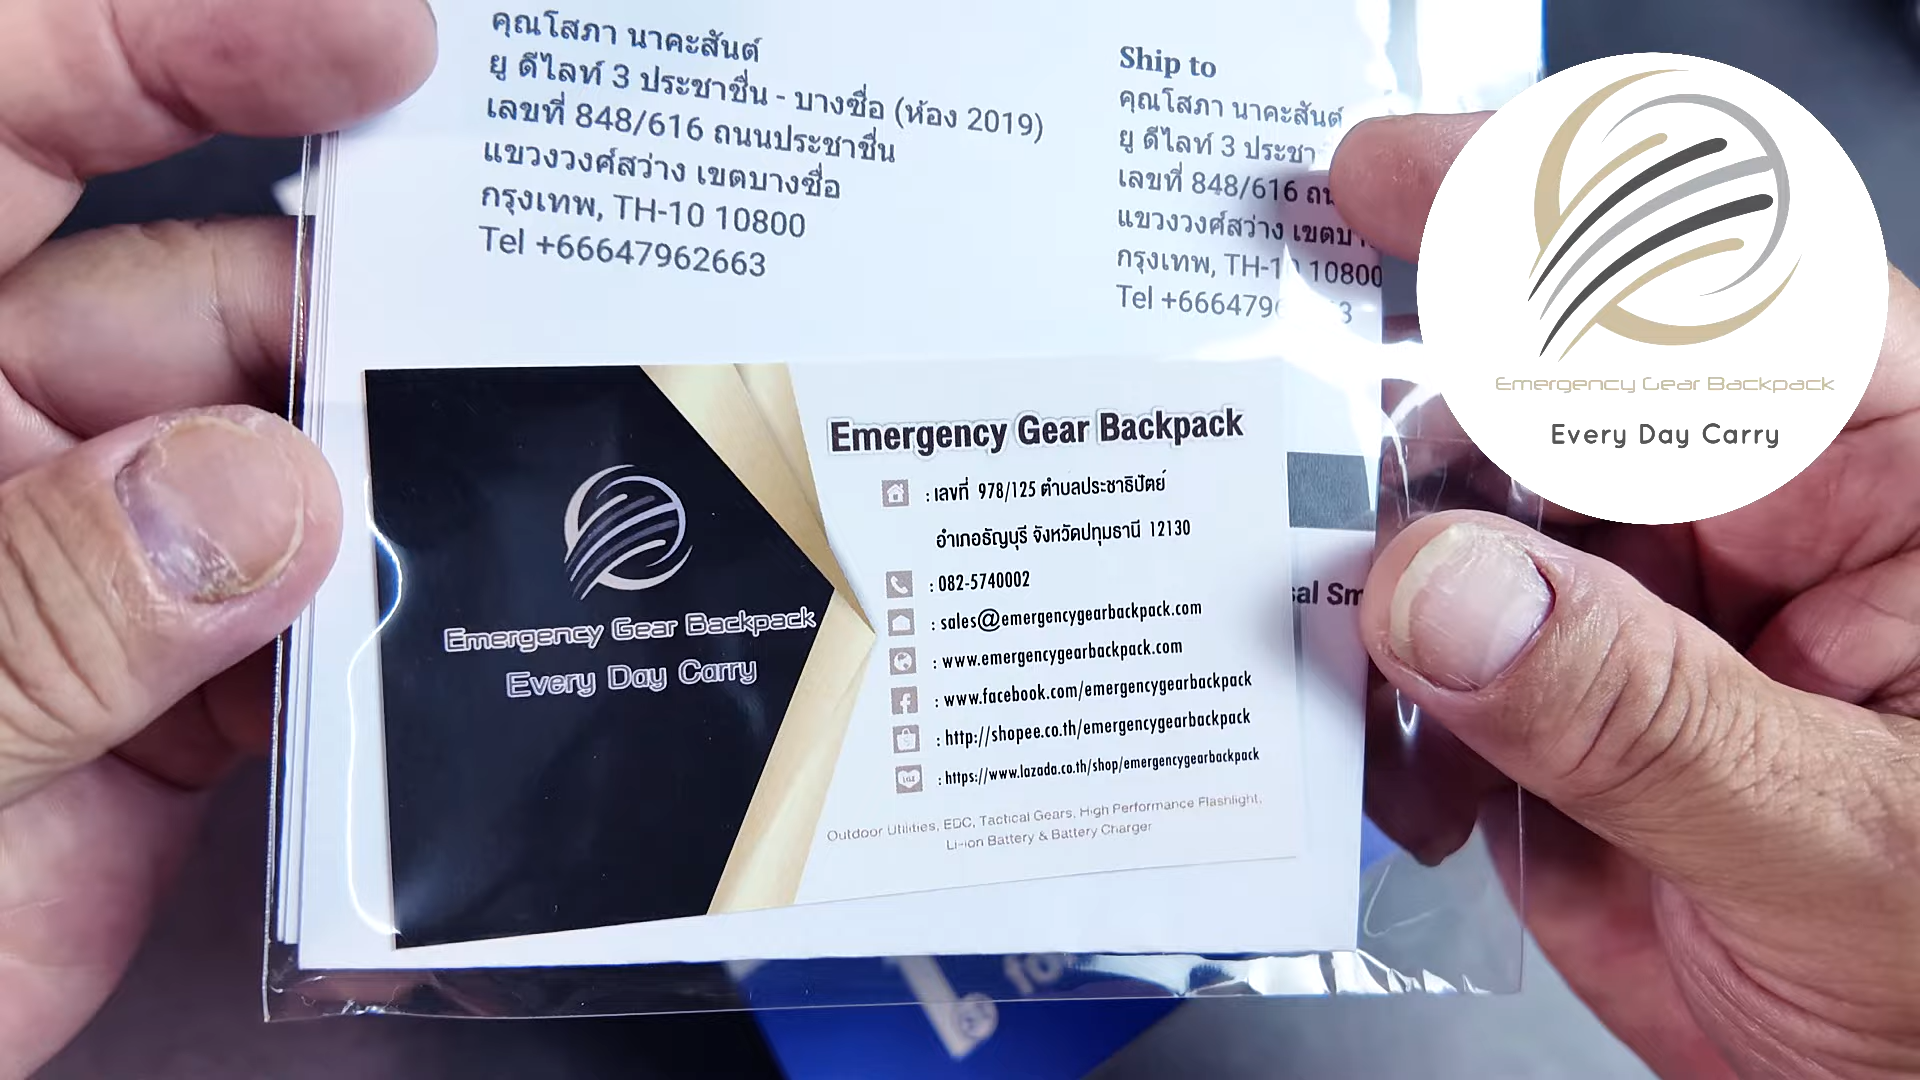 คุณโสภา นาคะสันต์
ยู ดีไลท์ 3 ประชาชื่น - บางซื่อ (ห้อง 2019)
เลขที่ 848/616 ถนนประชาชื่น
แขวงวงศ์สว่าง เขตบางซื่อ
กรุงเทพ, TH-10 10800
Tel +66647962663
Ship to
คุณโสภา นาคะสันต์
ยู ดีไลท์ 3 ประชา
เลขที่ 848/616
แขวงวงศ์สว่าง
กรุงเทพ, 10800
Tel
Emergency Gear Backpack
Every Day Carry
Emergency Gear Backpack
Every Day Carry
Emergency Gear Backpack
: เลขที่ 978/125 ตำบลประชาธิปัตย์
อำเภอธัญบุรี จังหวัดปทุมธานี 12130
: 082-5740002
: sales@emergencygearbackpack.com
: www.emergencygearbackpack.com
: www.facebook.com/emergencygearbackpack
: http://shopee.co.th/emergencygearbackpack
: https://www.lazada.co.th/shop/emergencygearbackpack
Outdoor Utilities, EDC, Tactical Gears, High Performance Flashlight,
Li-ion Battery & Battery Charger